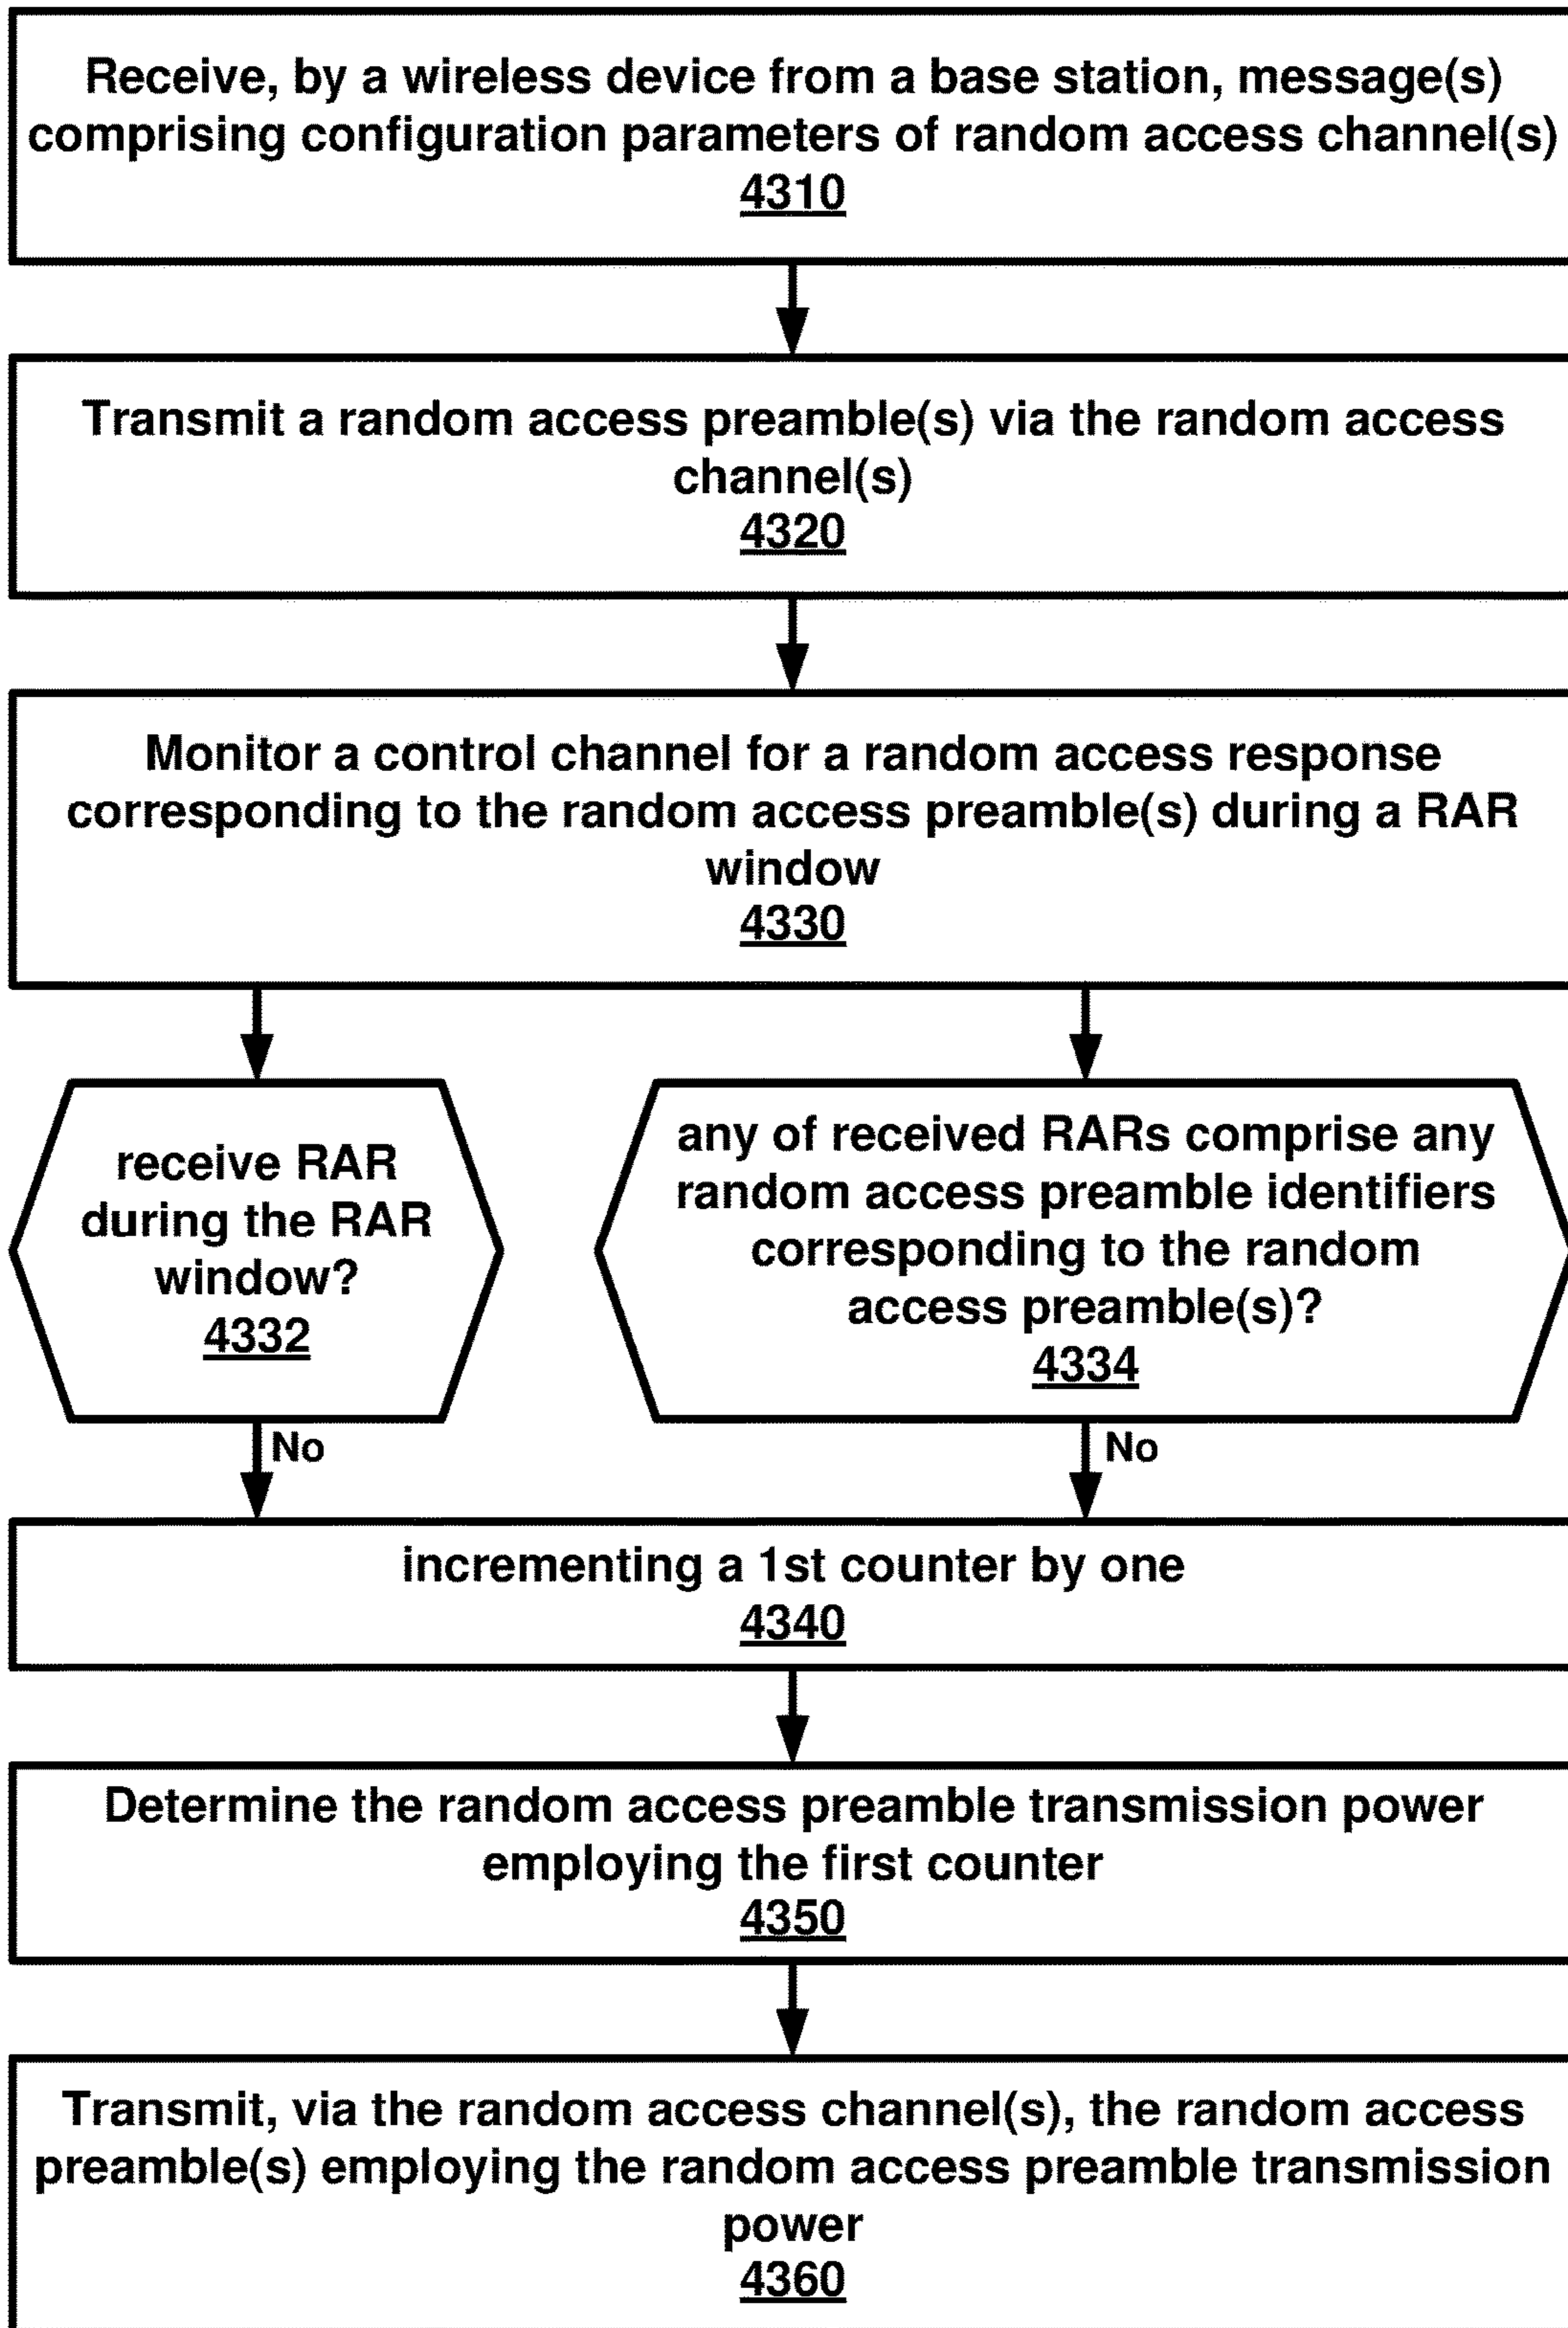 Receive, by a wireless device from a base station, message(s)
comprising configuration parameters of random access channel(s)
4310
Transmit a random access preamble(s) via the random access
channel(s)
4320
Monitor a control channel for a random access response
corresponding to the random access preamble(s) during a RAR
window
4330
receive RAR
during the RAR
window?
4332
any of received RARs comprise any
random access preamble identifiers
corresponding to the random
access preamble(s)?
4334
No
No
incrementing a 1st counter by one
4340
Determine the random access preamble transmission power
employing the first counter
4350
Transmit, via the random access channel(s), the random access
preamble(s) employing the random access preamble transmission
power
4360